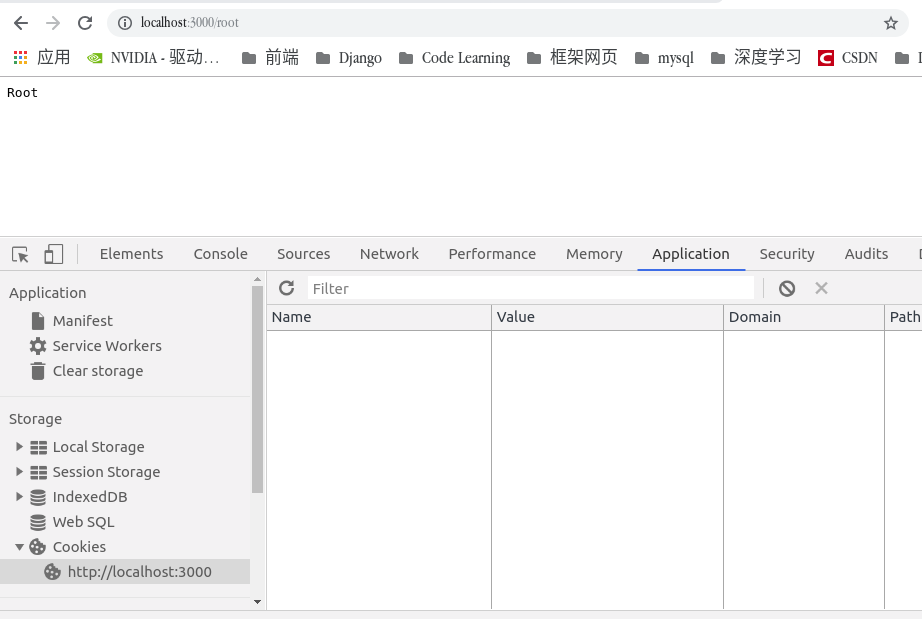 localhost:3000/root
应用 NVIDIA - 驱动… 前端 Django Code Learning 框架网页 mysql 深度学习 CSDN
Root
Elements Console Sources Network Performance Memory Application Security Audits
Application
Manifest
Service Workers
Clear storage
Storage
Local Storage
Session Storage
IndexedDB
Web SQL
Cookies
http://localhost:3000
Filter
Name Value Domain Path